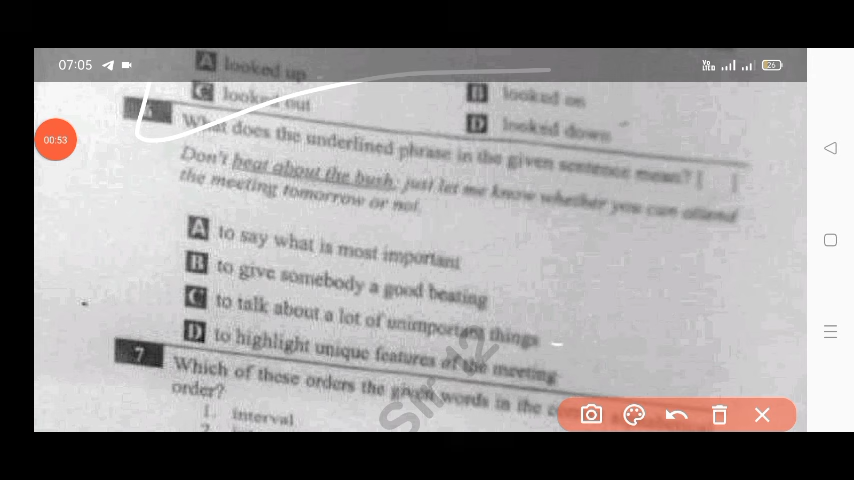 07:05
26
A looked up
C looked out
B looked on
D looked down
00:53
What does the underlined phrase in the given sentence mean? [ ]
Don't beat about the bush; just let me know whether you can attend
the meeting tomorrow or not.
A to say what is most important
B to give somebody a good beating
C to talk about a lot of unimportant things
D to highlight unique features of the meeting
7
Which of these orders the given words in the
order?
1. interval
2.